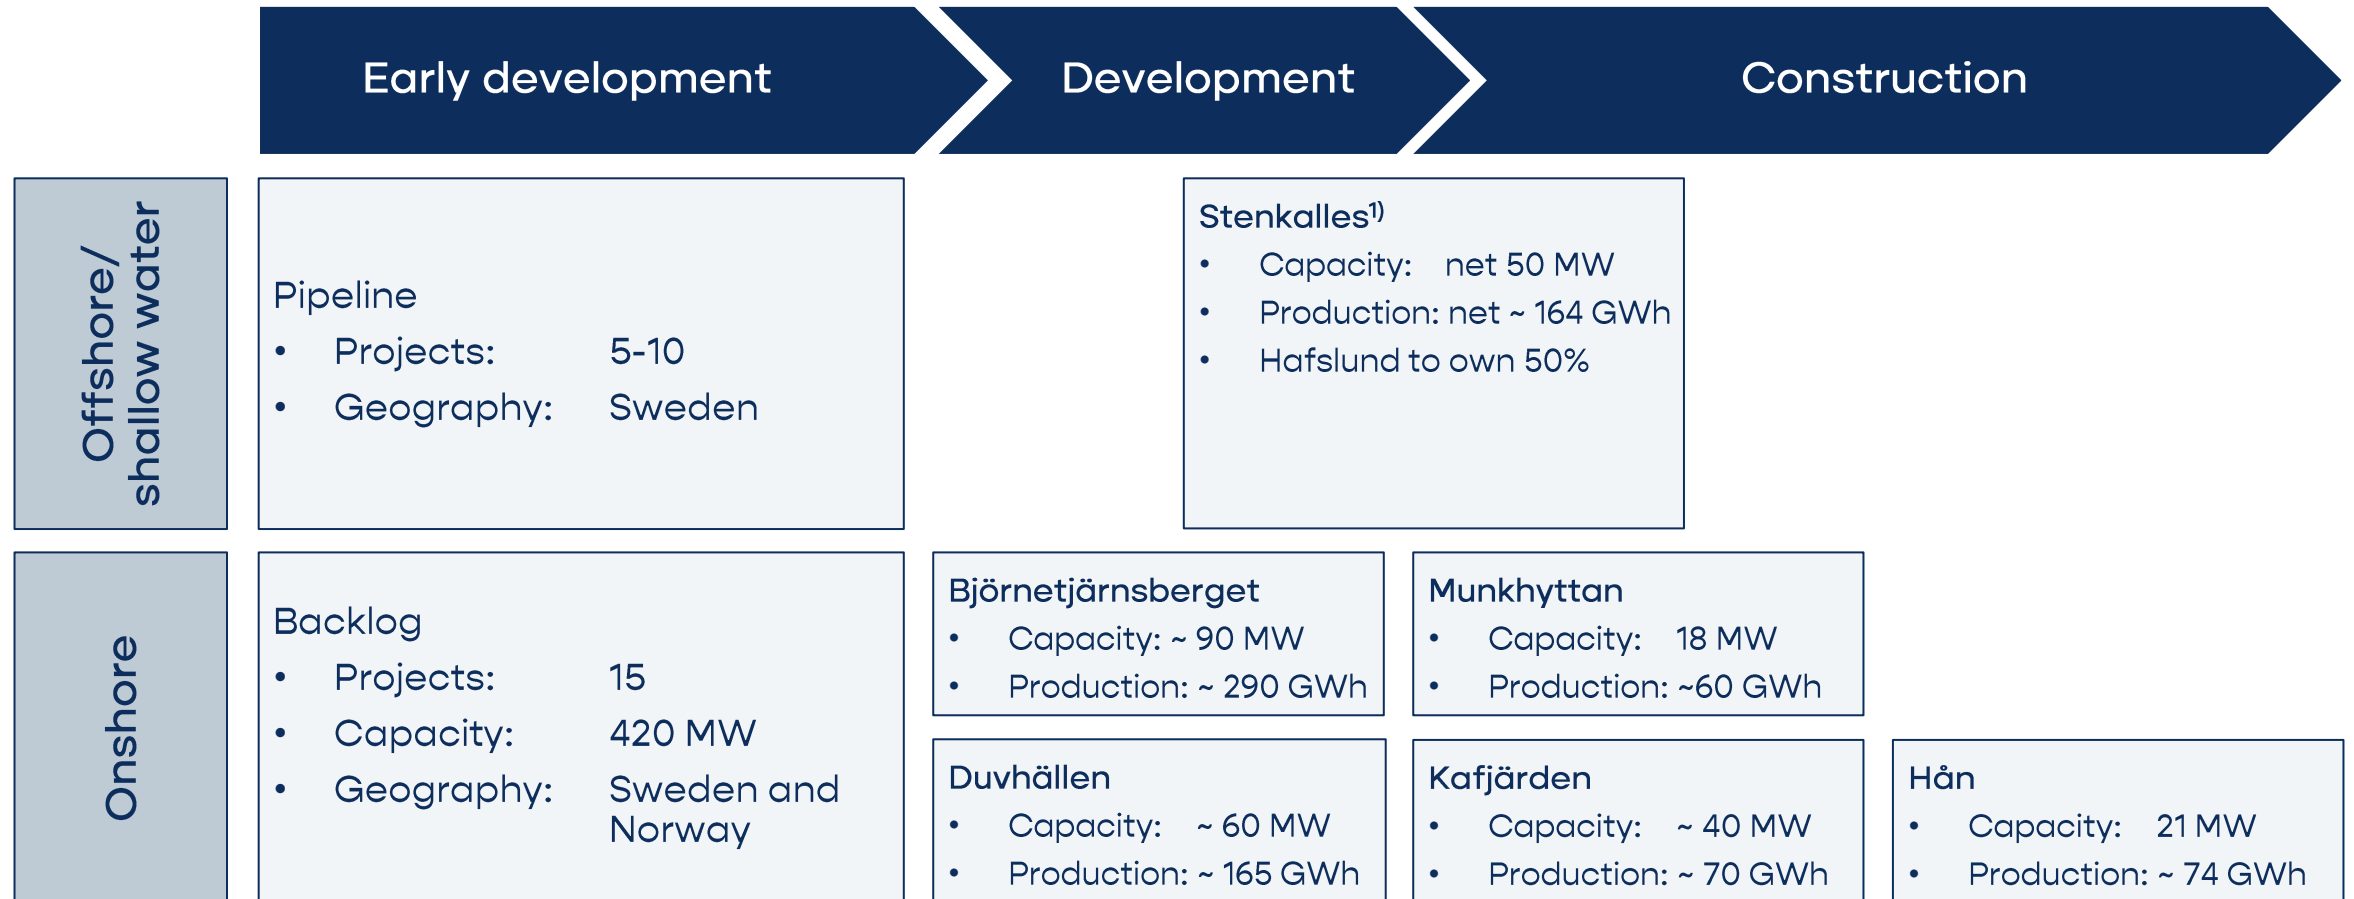 Early development
Development
Construction
Offshore/
shallow water
Pipeline
• Projects: 5-10
• Geography: Sweden
Stenkalles¹⁾
• Capacity: net 50 MW
• Production: net ~ 164 GWh
• Hafslund to own 50%
Onshore
Backlog
• Projects: 15
• Capacity: 420 MW
• Geography: Sweden and
Norway
Björnetjärnsberget
• Capacity: ~ 90 MW
• Production: ~ 290 GWh
Munkhyttan
• Capacity: 18 MW
• Production: ~60 GWh
Duvhällen
• Capacity: ~ 60 MW
• Production: ~ 165 GWh
Kafjärden
• Capacity: ~ 40 MW
• Production: ~ 70 GWh
Hån
• Capacity: 21 MW
• Production: ~ 74 GWh